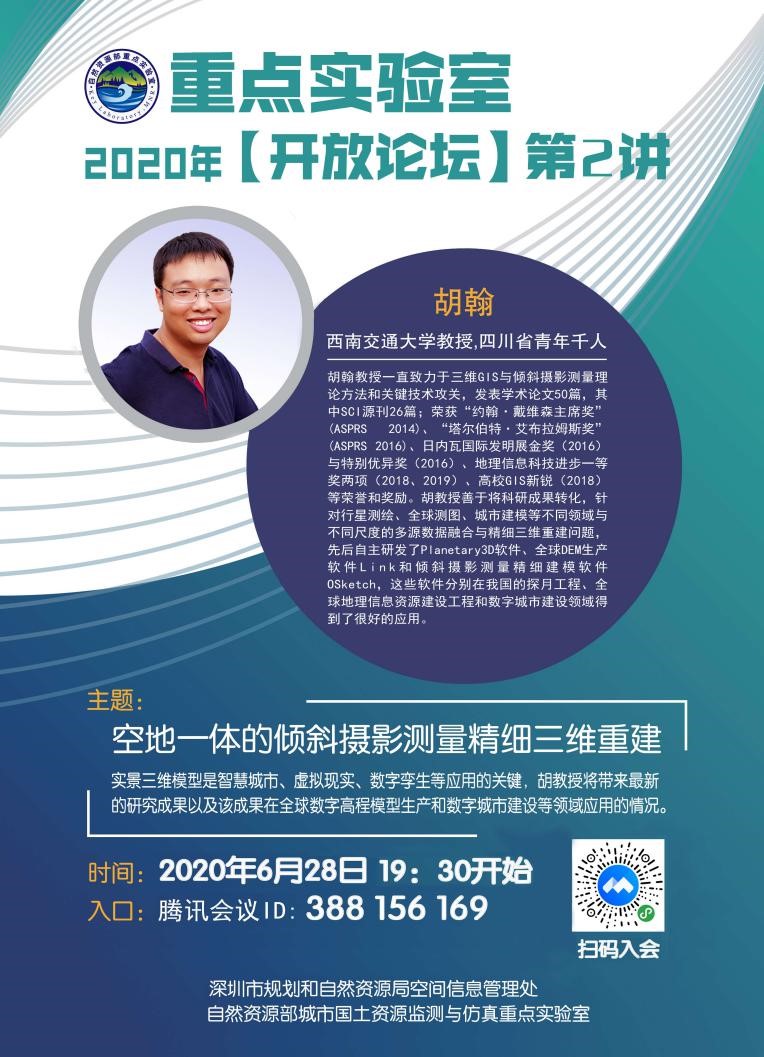 自然资源部重点实验室
Key Laboratory, MNR
重点实验室
2020年【开放论坛】第2讲
胡翰
西南交通大学教授,四川省青年千人
胡翰教授一直致力于三维GIS与倾斜摄影测量理
论方法和关键技术攻关，发表学术论文50篇，其
中SCI源刊26篇；荣获“约翰·戴维森主席奖”
(ASPRS 2014)、“塔尔伯特·艾布拉姆斯奖”
(ASPRS 2016)、日内瓦国际发明展金奖（2016）
与特别优异奖（2016）、地理信息科技进步一等
奖两项（2018、2019）、高校GIS新锐（2018）
等荣誉和奖励。胡教授善于将科研成果转化，针
对行星测绘、全球测图、城市建模等不同领域与
不同尺度的多源数据融合与精细三维重建问题，
先后自主研发了Planetary3D软件、全球DEM生产
软件Link和倾斜摄影测量精细建模软件
OSketch，这些软件分别在我国的探月工程、全
球地理信息资源建设工程和数字城市建设领域得
到了很好的应用。
主题：
空地一体的倾斜摄影测量精细三维重建
实景三维模型是智慧城市、虚拟现实、数字孪生等应用的关键，胡教授将带来最新
的研究成果以及该成果在全球数字高程模型生产和数字城市建设等领域应用的情况。
时间：2020年6月28日 19：30开始
入口：腾讯会议ID: 388 156 169
扫码入会
深圳市规划和自然资源局空间信息管理处
自然资源部城市国土资源监测与仿真重点实验室